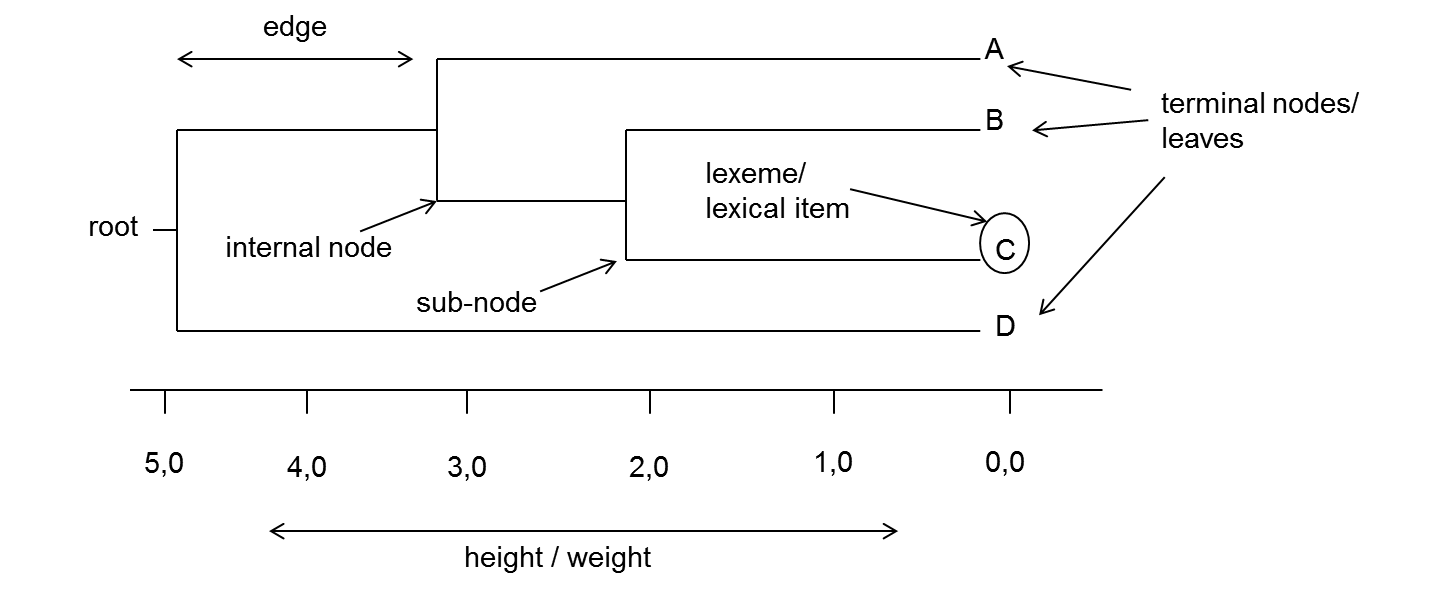 edge
A
terminal nodes/
leaves
B
lexeme/
lexical item
root
internal node
C
sub-node
D
5,0 4,0 3,0 2,0 1,0 0,0
height / weight